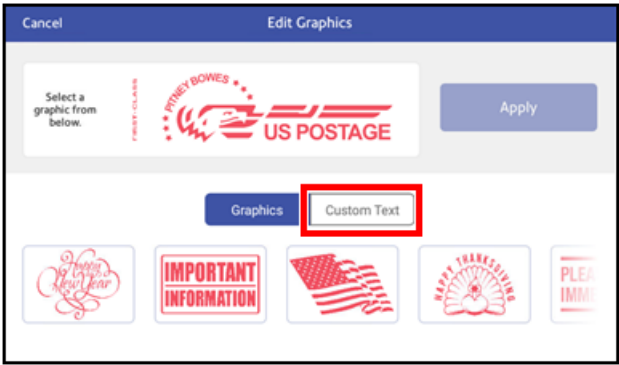 Cancel
Edit Graphics
Select a
graphic from
below.
FIRST-CLASS
PITNEY BOWES
US POSTAGE
Apply
Graphics
Custom Text
Happy
New Year
IMPORTANT
INFORMATION
HAPPY THANKSGIVING
PLEA
IMME